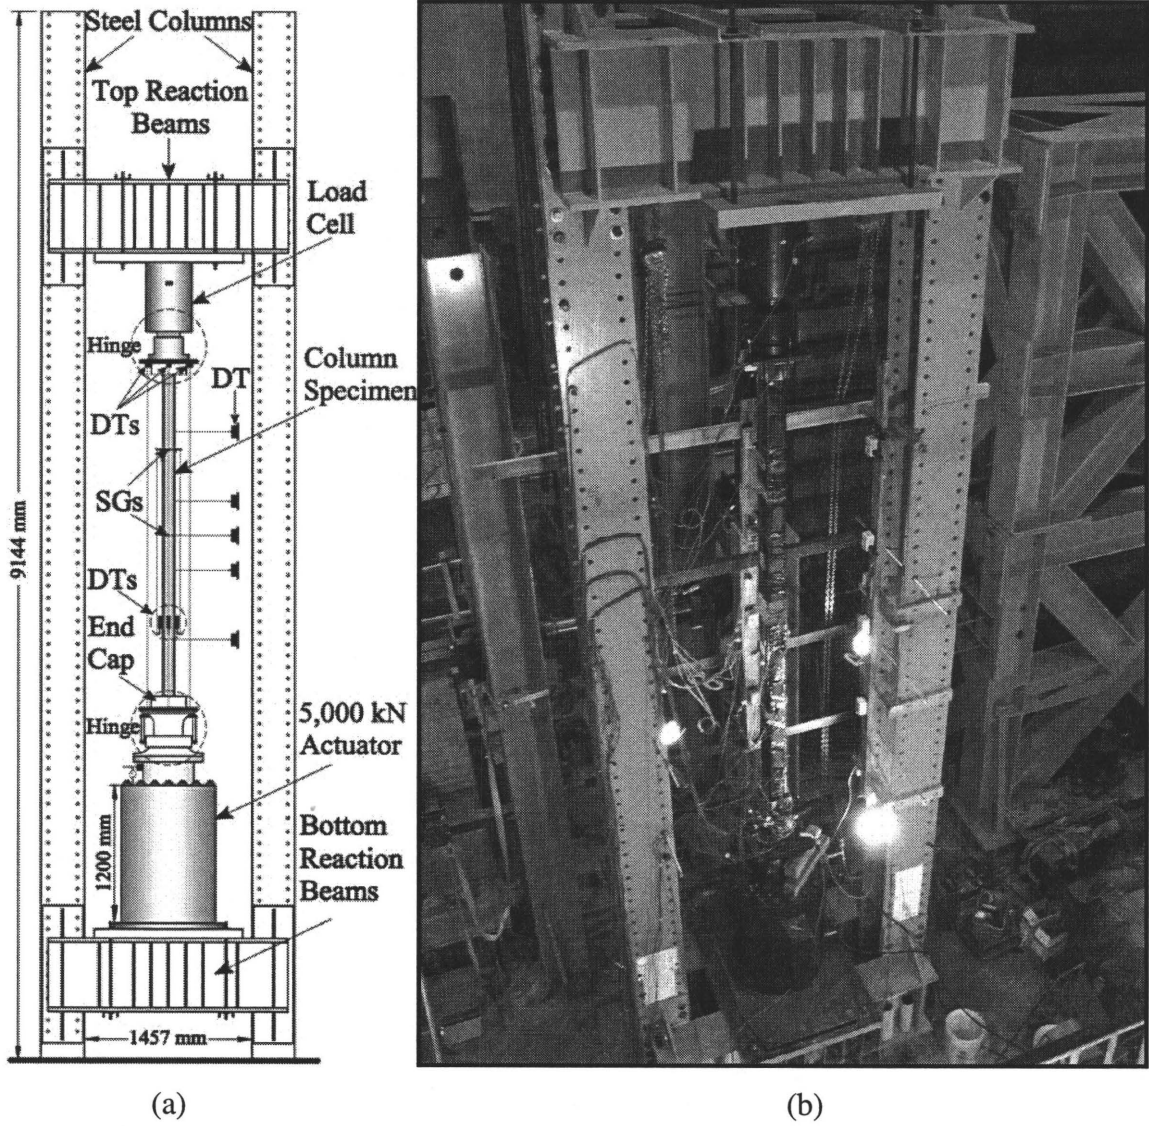 Steel Columns
Top Reaction
Beams
Load
Cell
Hinge
Column
Specimen
DT
DTs
SGs
9144 mm
DTs
End
Cap
Hinge
5,000 kN
Actuator
1200 mm
Bottom
Reaction
Beams
1457 mm
(a)
(b)